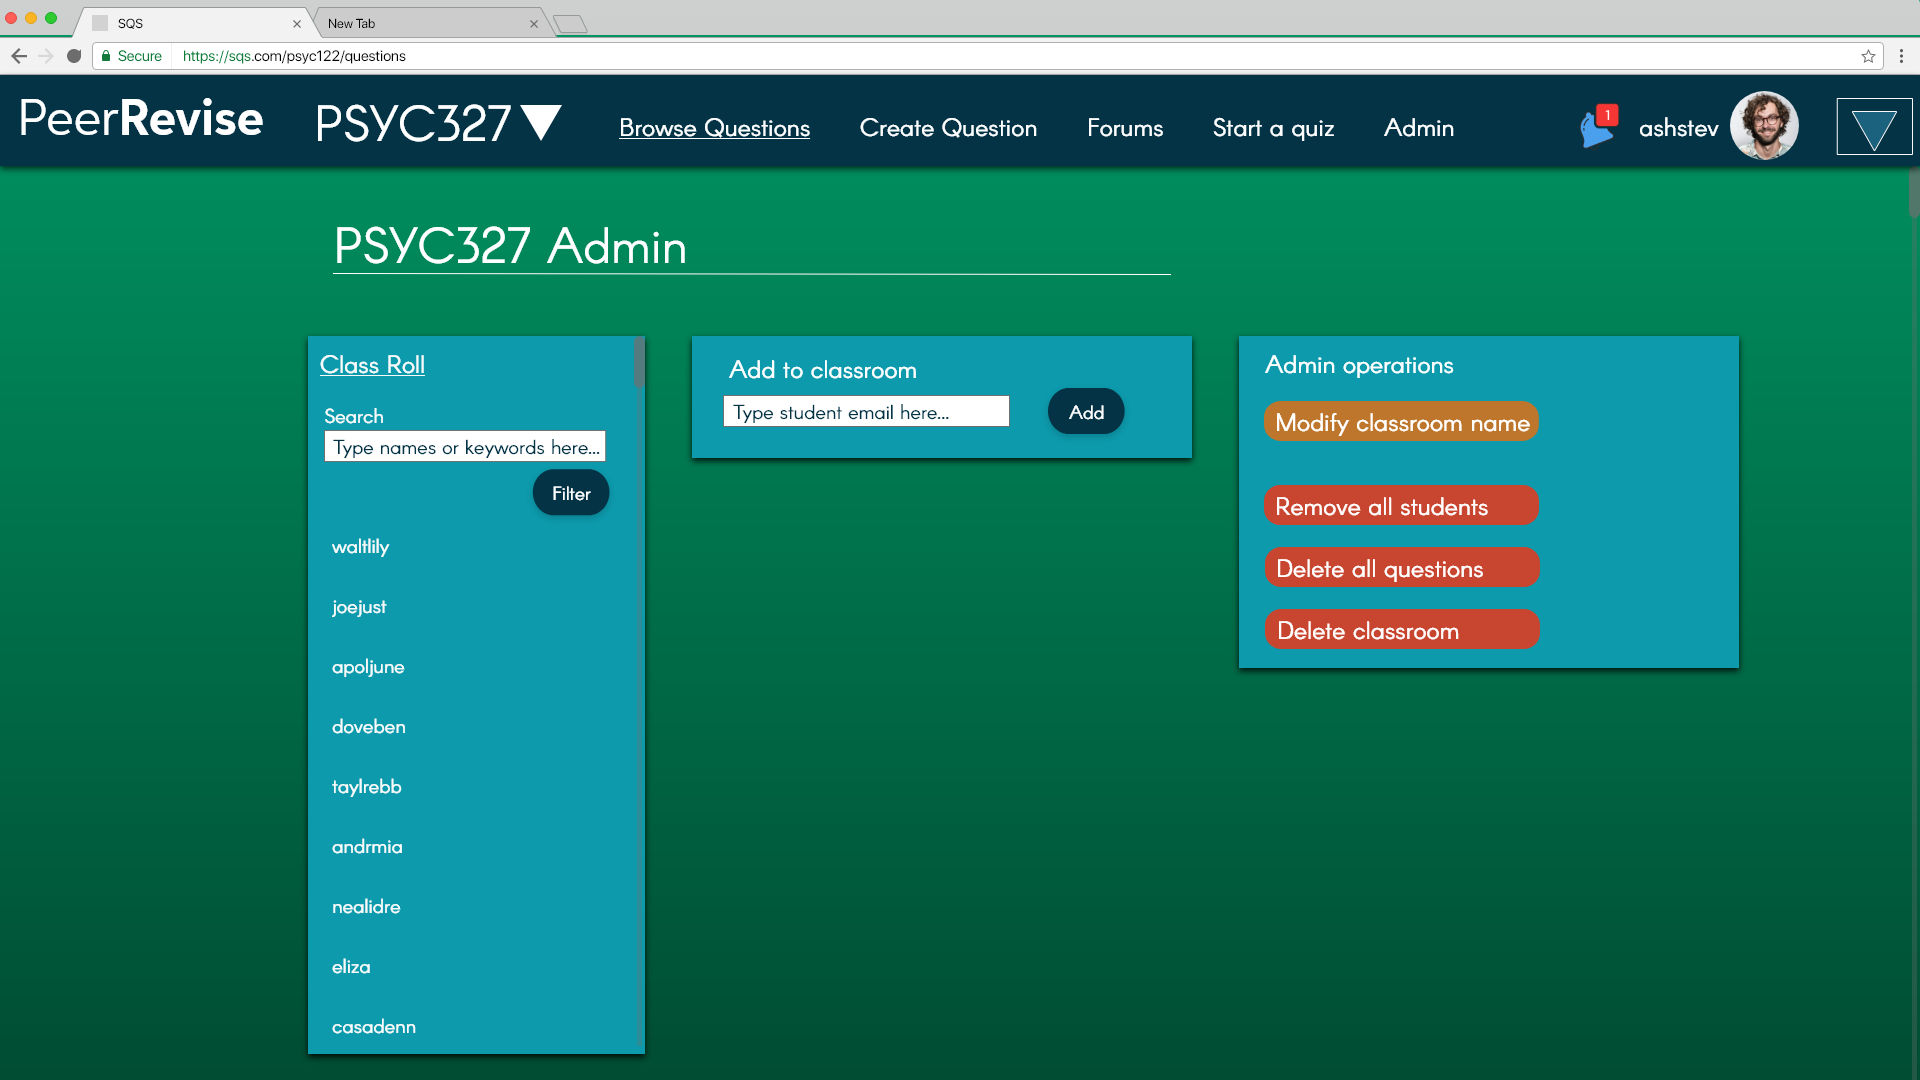 SQS
New Tab
Secure https://sqs.com/psyc122/questions
PeerRevise
PSYC327
Browse Questions
Create Question
Forums
Start a quiz
Admin
1
ashstev
PSYC327 Admin
Class Roll
Search
Type names or keywords here...
Filter
waltlily
joejust
apoljune
doveben
taylrebb
andrmia
nealidre
eliza
casadenn
Add to classroom
Type student email here...
Add
Admin operations
Modify classroom name
Remove all students
Delete all questions
Delete classroom